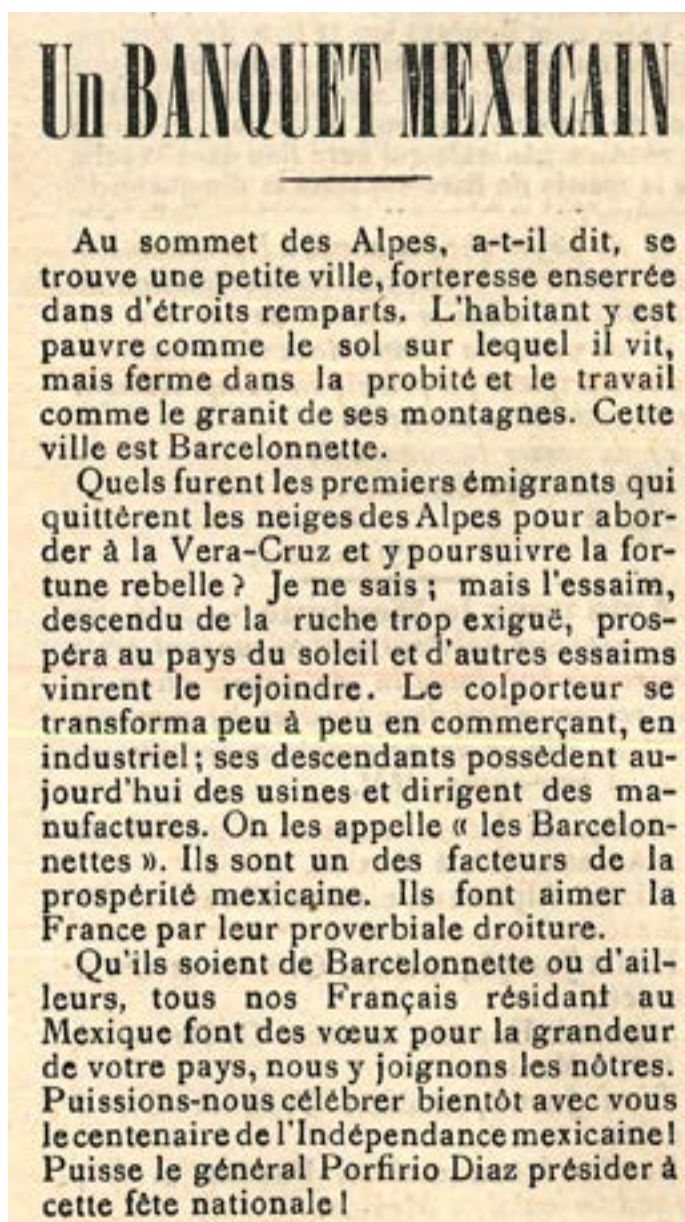 Un BANQUET MEXICAIN
Au sommet des Alpes, a-t-il dit, se
trouve une petite ville, forteresse enserrée
dans d'étroits remparts. L'habitant y est
pauvre comme le sol sur lequel il vit,
mais ferme dans la probité et le travail
comme le granit de ses montagnes. Cette
ville est Barcelonnette.
Quels furent les premiers émigrants qui
quittèrent les neiges des Alpes pour abor-
der à la Vera-Cruz et y poursuivre la for-
tune rebelle ? Je ne sais ; mais l'essaim,
descendu de la ruche trop exiguë, pros-
péra au pays du soleil et d'autres essaims
vinrent le rejoindre. Le colporteur se
transforma peu à peu en commerçant, en
industriel ; ses descendants possèdent au-
jourd'hui des usines et dirigent des ma-
nufactures. On les appelle « les Barcelon-
nettes ». Ils sont un des facteurs de la
prospérité mexicaine. Ils font aimer la
France par leur proverbiale droiture.
Qu'ils soient de Barcelonnette ou d'ail-
leurs, tous nos Français résidant au
Mexique font des vœux pour la grandeur
de votre pays, nous y joignons les nôtres.
Puissions-nous célébrer bientôt avec vous
le centenaire de l'Indépendance mexicaine !
Puisse le général Porfirio Diaz présider à
cette fête nationale !